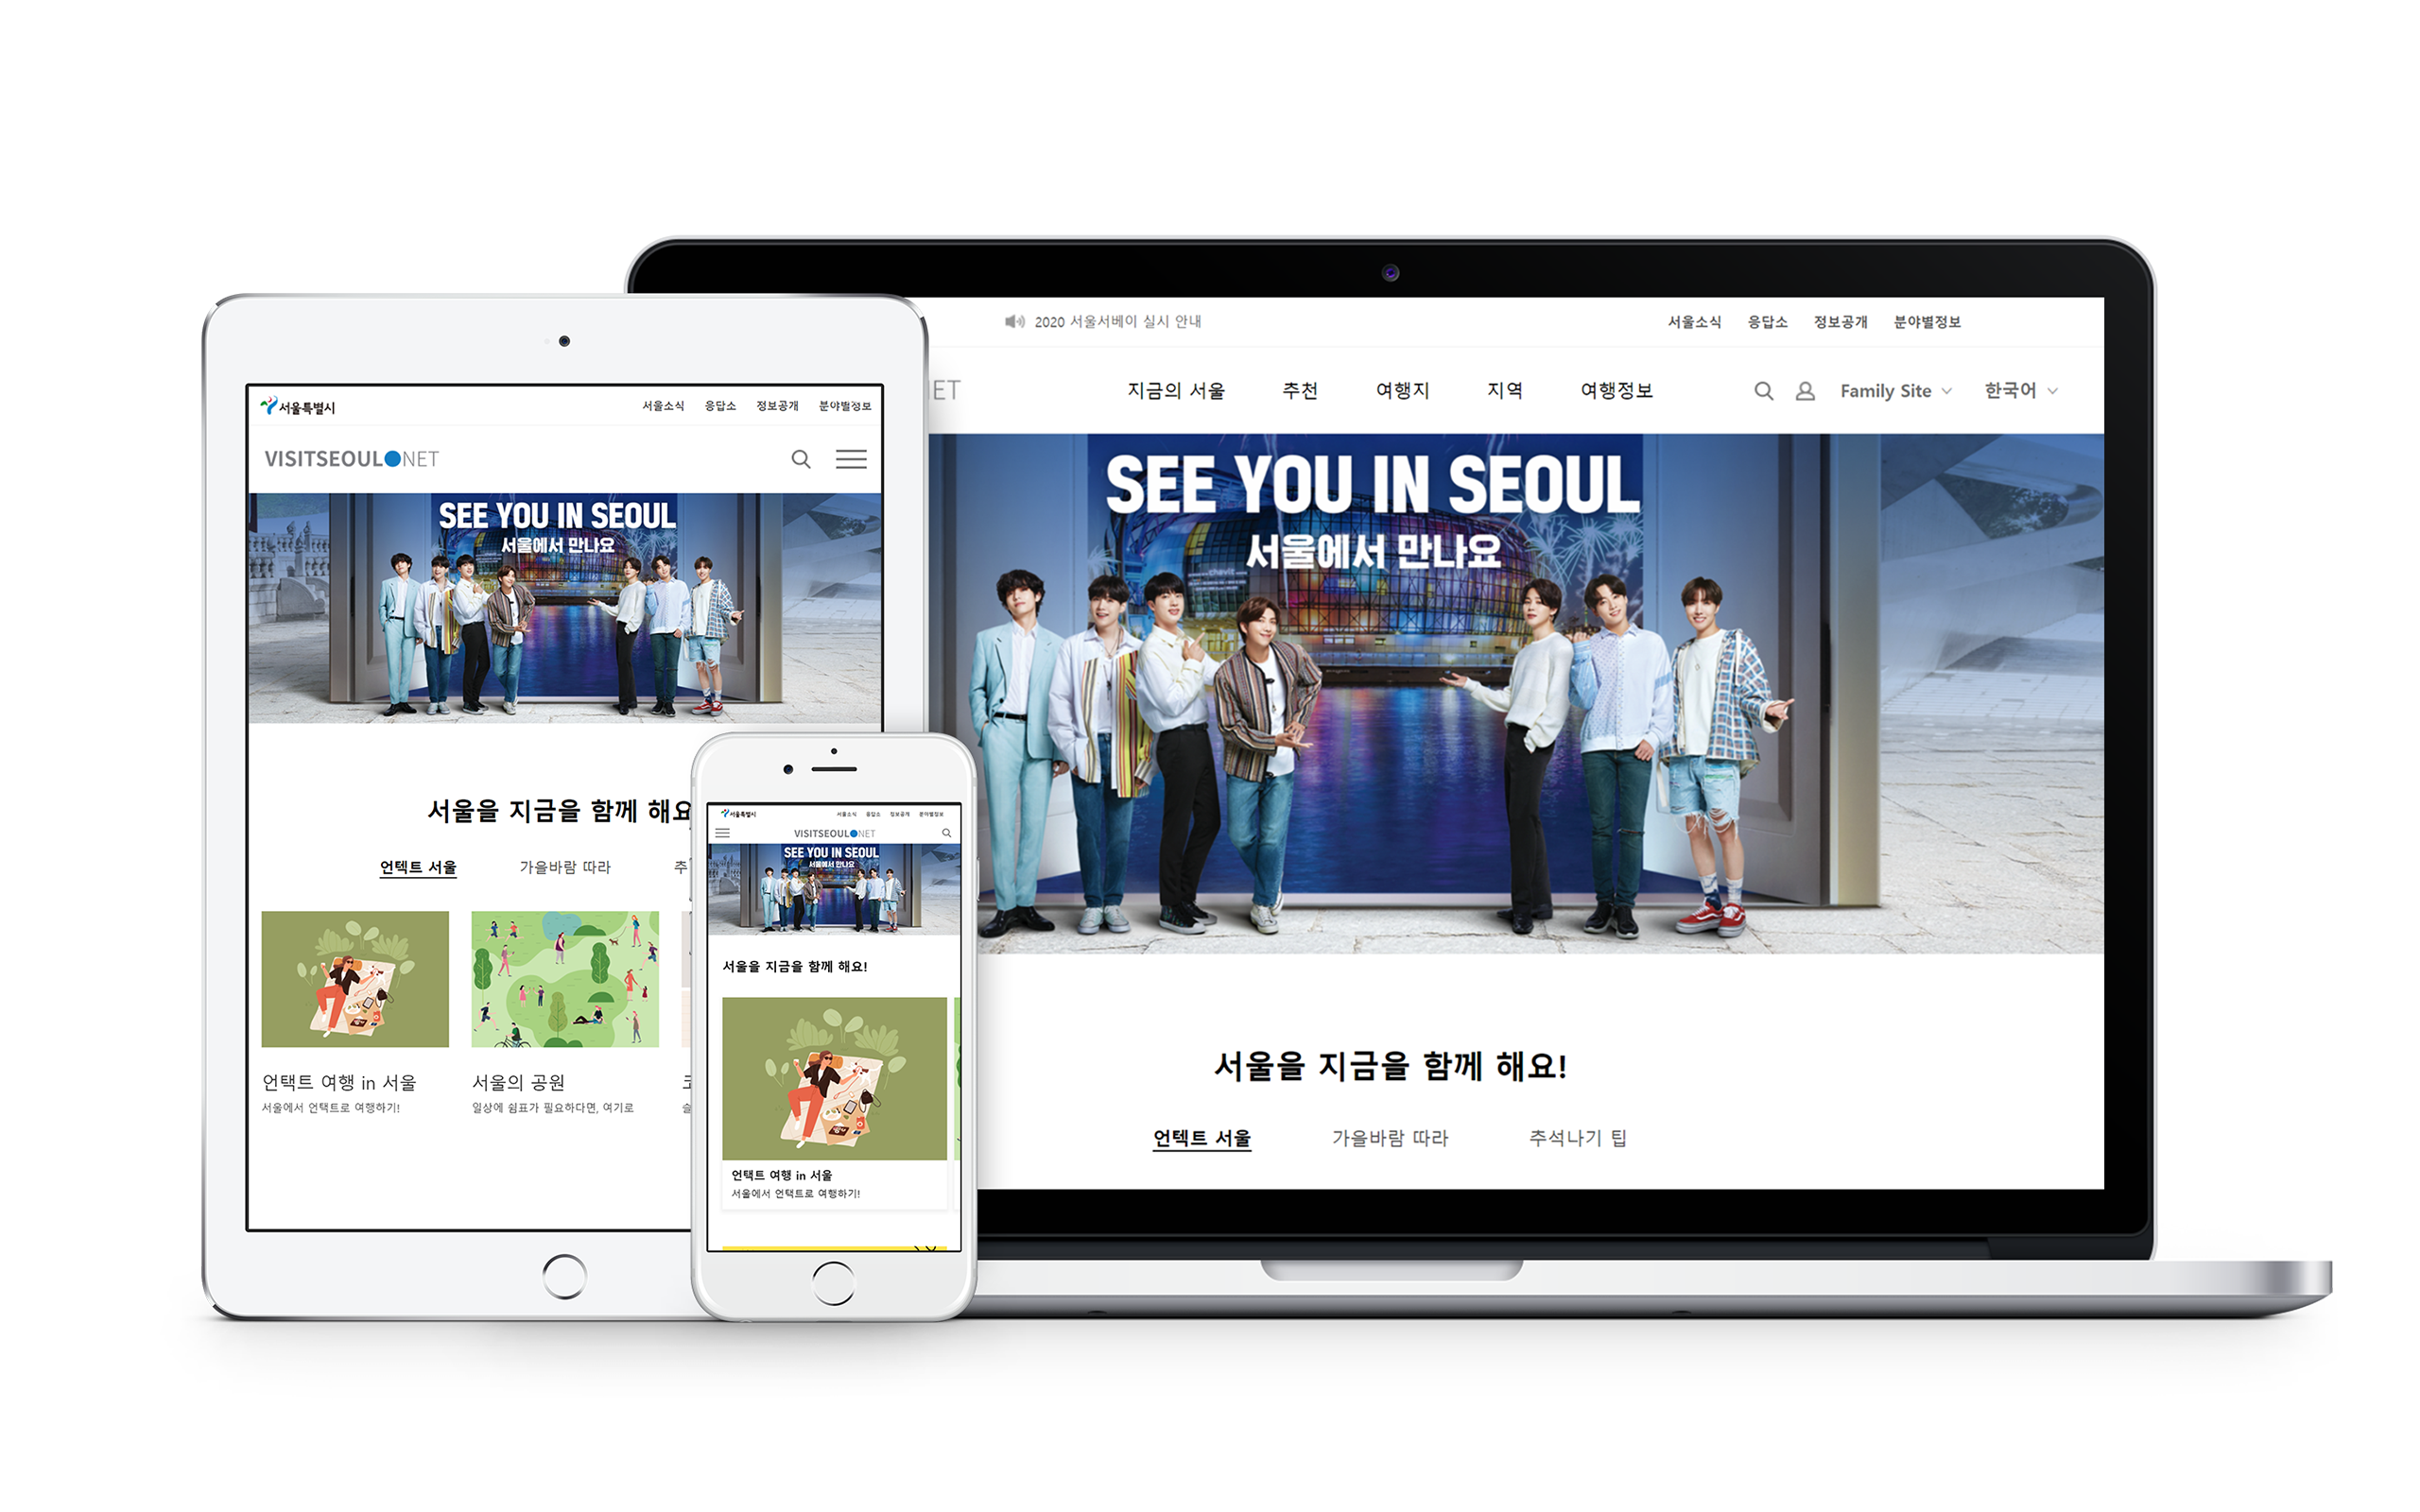 2020 서울서베이 실시 안내
서울소식 응답소 정보공개 분야별정보
NET 지금의 서울 추천 여행지 지역 여행정보 Family Site 한국어
SEE YOU IN SEOUL
서울에서 만나요
서울을 지금을 함께 해요!
언텍트 서울 가을바람 따라 추석나기 팁
서울특별시 서울소식 응답소 정보공개 분야별정보
VISITSEOUL NET
SEE YOU IN SEOUL
서울에서 만나요
서울을 지금을 함께 해요
언텍트 서울 가을바람 따라 추
언택트 여행 in 서울
서울에서 언택트로 여행하기!
서울의 공원
일상에 쉼표가 필요하다면, 여기로
서울특별시 서울소식 응답소 정보공개 분야별정보
VISITSEOUL NET
SEE YOU IN SEOUL
서울에서 만나요
서울을 지금을 함께 해요!
언택트 여행 in 서울
서울에서 언택트로 여행하기!